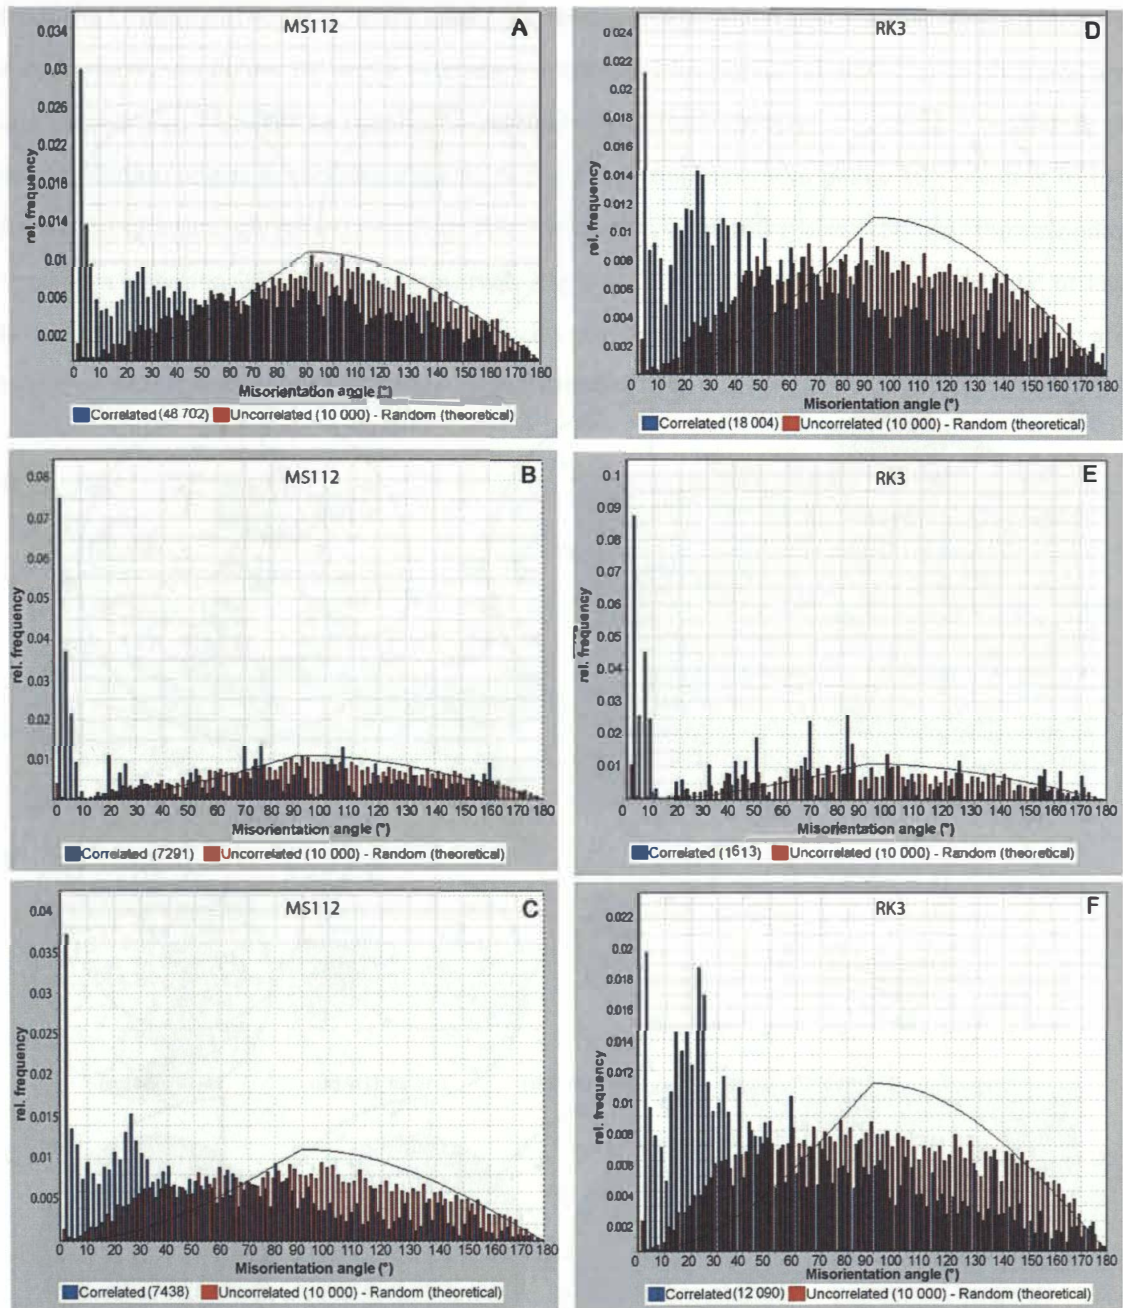 MS112
A
0.034
0.03
0.026
0.022
0.018
0.014
0.01
0.006
0.002
rel. frequency
0 10 20 30 40 50 60 70 80 90 100 110 120 130 140 150 160 170 180
Misorientation angle (°)
Correlated (48 702) Uncorrelated (10 000) - Random (theoretical)
RK3
D
0.024
0.022
0.02
0.018
0.016
0.014
0.012
0.011
0.008
0.006
0.004
0.002
rel. frequency
0 10 20 30 40 50 60 70 80 90 100 110 120 130 140 150 160 170 180
Misorientation angle (°)
Correlated (18 004) Uncorrelated (10 000) - Random (theoretical)
MS112
B
0.08
0.07
0.06
0.05
0.04
0.03
0.02
0.01
rel. frequency
0 10 20 30 40 50 60 70 80 90 100 110 120 130 140 150 160 170 180
Misorientation angle (°)
Correlated (7291) Uncorrelated (10 000) - Random (theoretical)
RK3
E
0.1
0.09
0.08
0.07
0.06
0.05
0.04
0.03
0.02
0.01
rel. frequency
0 10 20 30 40 50 60 70 80 90 100 110 120 130 140 150 160 170 180
Misorientation angle (°)
Correlated (1613) Uncorrelated (10 000) - Random (theoretical)
MS112
C
0.04
0.035
0.03
0.025
0.02
0.015
0.01
0.005
rel. frequency
0 10 20 30 40 50 60 70 80 90 100 110 120 130 140 150 160 170 180
Misorientation angle (°)
Correlated (7438) Uncorrelated (10 000) - Random (theoretical)
RK3
F
0.022
0.02
0.018
0.016
0.014
0.012
0.01
0.008
0.006
0.004
0.002
rel. frequency
0 10 20 30 40 50 60 70 80 90 100 110 120 130 140 150 160 170 180
Misorientation angle (°)
Correlated (12 090) Uncorrelated (10 000) - Random (theoretical)